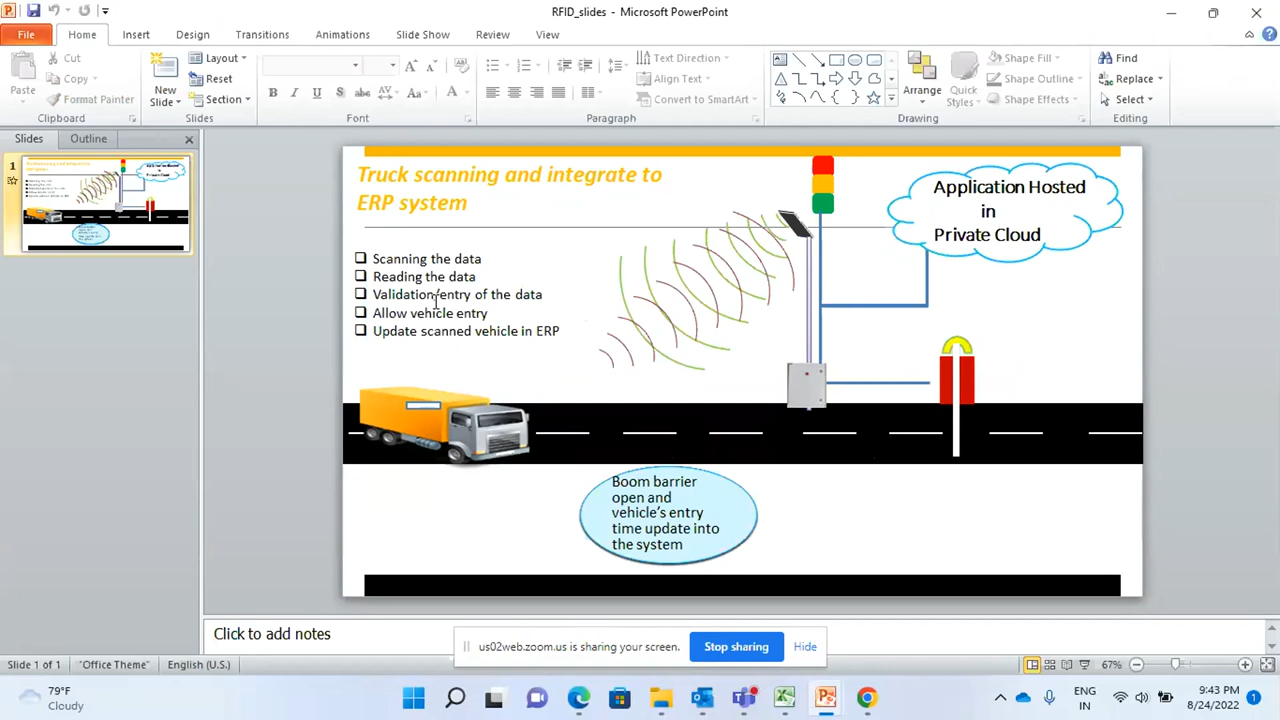 RFID_slides - Microsoft PowerPoint
File Home Insert Design Transitions Animations Slide Show Review View
Cut
Copy
Format Painter
Paste
Clipboard
New
Slide
Layout
Reset
Section
Slides
B I U S abc AV Aa A
Font
Text Direction
Align Text
Convert to SmartArt
Paragraph
Arrange
Quick
Styles
Shape Fill
Shape Outline
Shape Effects
Drawing
Find
Replace
Select
Editing
Slides Outline
1
Truck scanning and integrate to
ERP system
Application Hosted
in
Private Cloud
Scanning the data
Reading the data
Validation/entry of the data
Allow vehicle entry
Update scanned vehicle in ERP
Boom barrier
open and
vehicle's entry
time update into
the system
Click to add notes
us02web.zoom.us is sharing your screen. Stop sharing Hide
Slide 1 of 1 "Office Theme" English (U.S.) 67%
79°F
Cloudy
ENG
IN
9:43 PM
8/24/2022
1